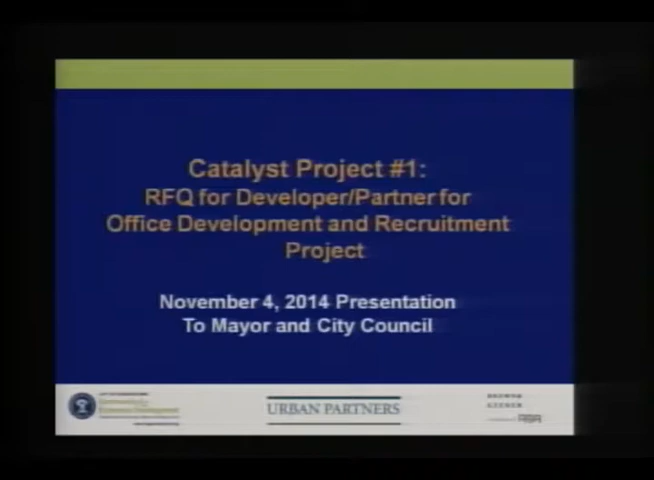 Catalyst Project #1:
RFQ for Developer/Partner for
Office Development and Recruitment
Project
November 4, 2014 Presentation
To Mayor and City Council
URBAN PARTNERS